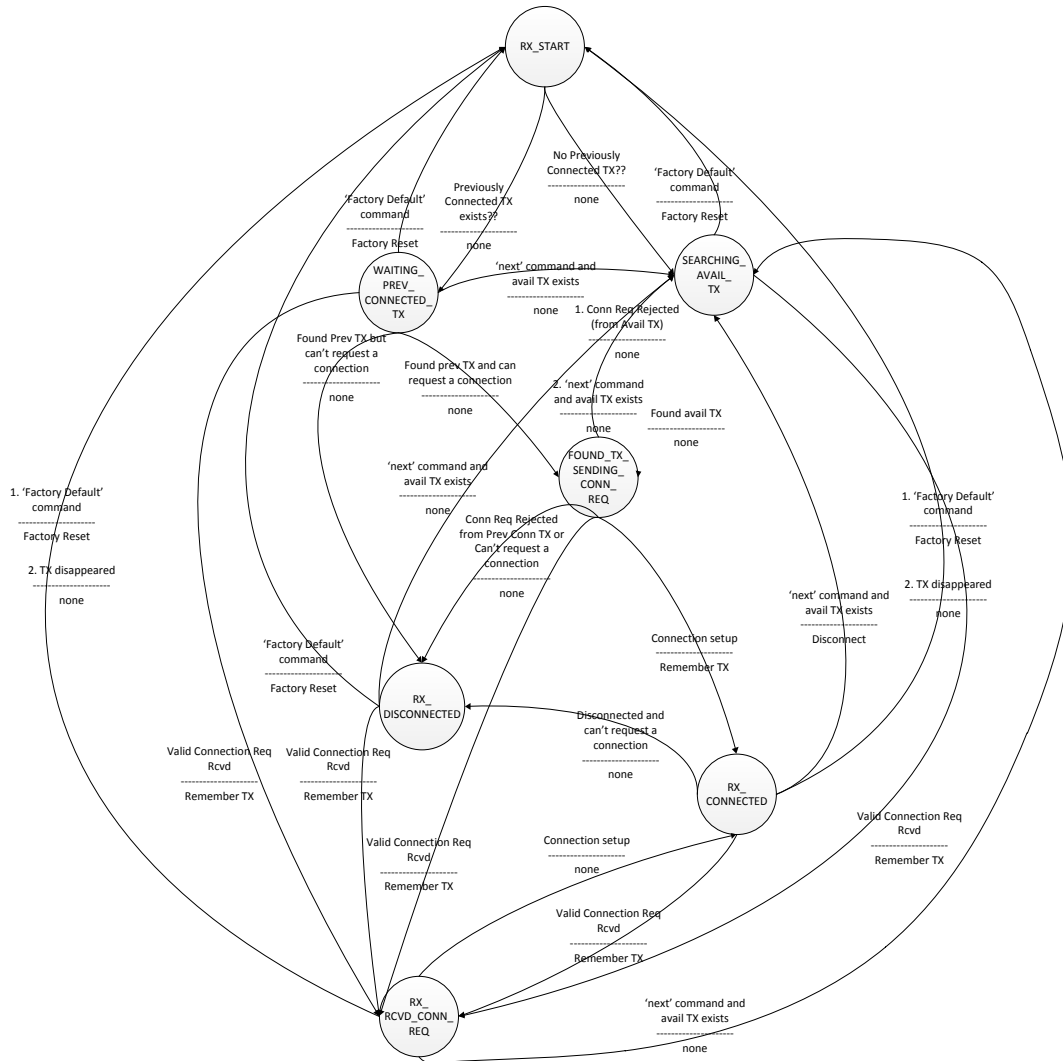 RX_START
No Previously
Connected TX??
-----------------------
none
'Factory Default'
command
-----------------------
Factory Reset
Previously
Connected TX
exists??
-----------------------
none
'Factory Default'
command
-----------------------
Factory Reset
WAITING_
PREV_
CONNECTED_
TX
SEARCHING_
AVAIL_
TX
'next' command and
avail TX exists
-----------------------
none
1. Conn Req Rejected
(from Avail TX)
-----------------------
none
2. 'next' command
and avail TX exists
-----------------------
none
Found Prev TX but
can't request a
connection
-----------------------
none
Found prev TX and can
request a connection
-----------------------
none
Found avail TX
-----------------------
none
FOUND_TX_
SENDING_
CONN_
REQ
'next' command and
avail TX exists
-----------------------
none
1. 'Factory Default'
command
-----------------------
Factory Reset
2. TX disappeared
-----------------------
none
Conn Req Rejected
from Prev Conn TX or
Can't request a
connection
-----------------------
none
1. 'Factory Default'
command
-----------------------
Factory Reset
2. TX disappeared
-----------------------
none
'next' command and
avail TX exists
-----------------------
Disconnect
Connection setup
-----------------------
Remember TX
'Factory Default'
command
-----------------------
Factory Reset
RX_
DISCONNECTED
Disconnected and
can't request a
connection
-----------------------
none
RX_
CONNECTED
Valid Connection Req
Rcvd
-----------------------
Remember TX
Valid Connection Req
Rcvd
-----------------------
Remember TX
Valid Connection Req
Rcvd
-----------------------
Remember TX
Connection setup
-----------------------
none
Valid Connection Req
Rcvd
-----------------------
Remember TX
Valid Connection Req
Rcvd
-----------------------
Remember TX
RX_
RCVD_CONN_
REQ
'next' command and
avail TX exists
-----------------------
none